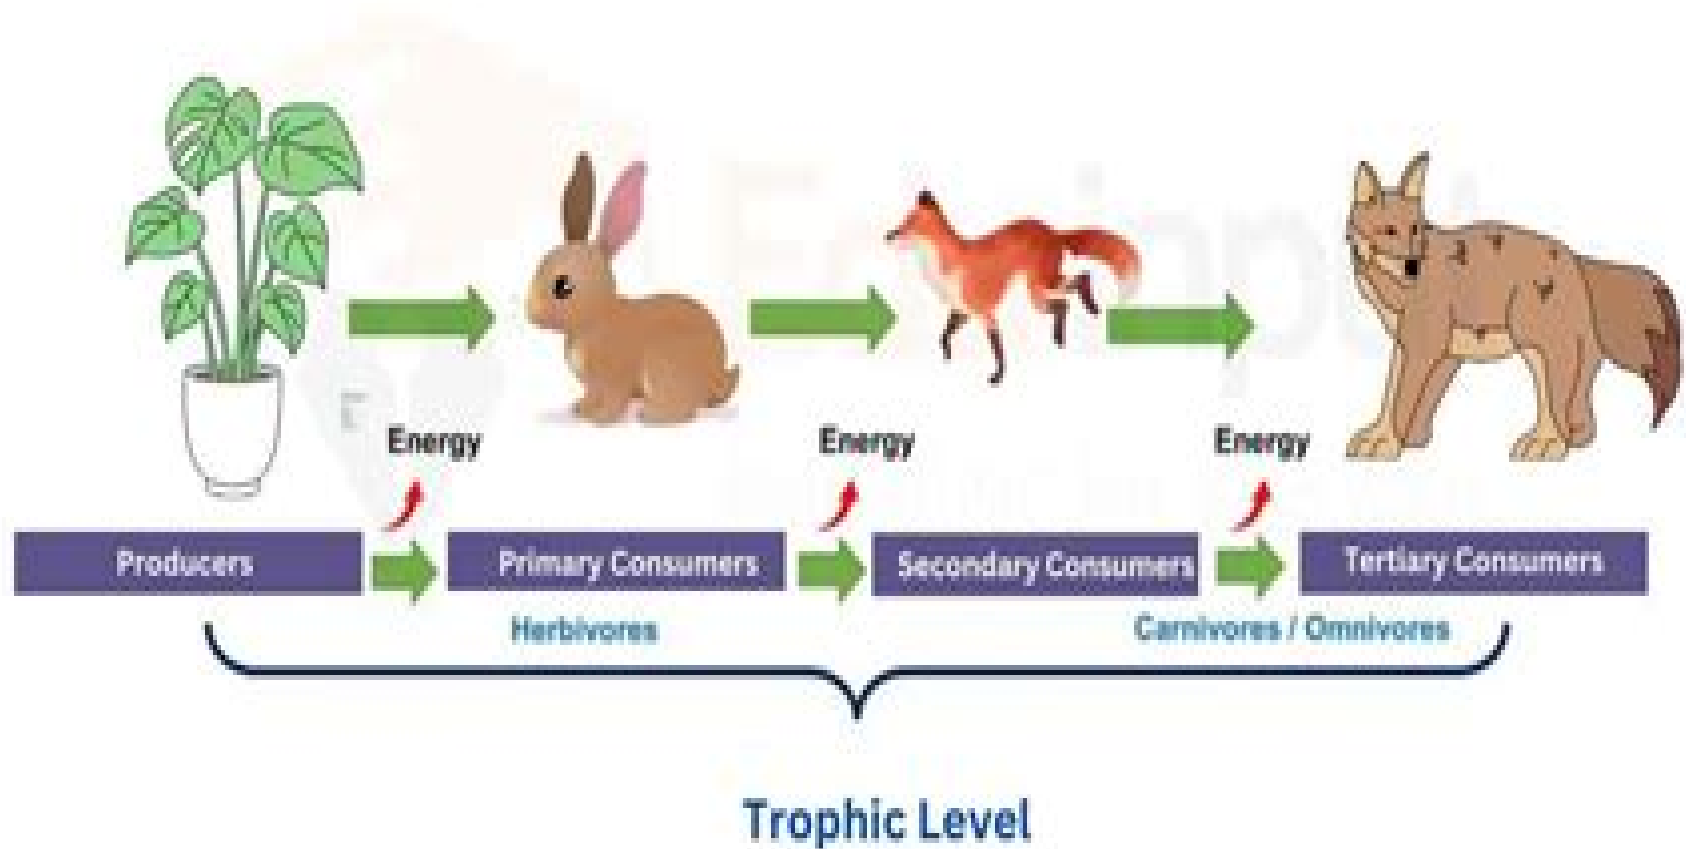 Energy Energy Energy
Producers Primary Consumers Secondary Consumers Tertiary Consumers
Herbivores Carnivores / Omnivores
Trophic Level